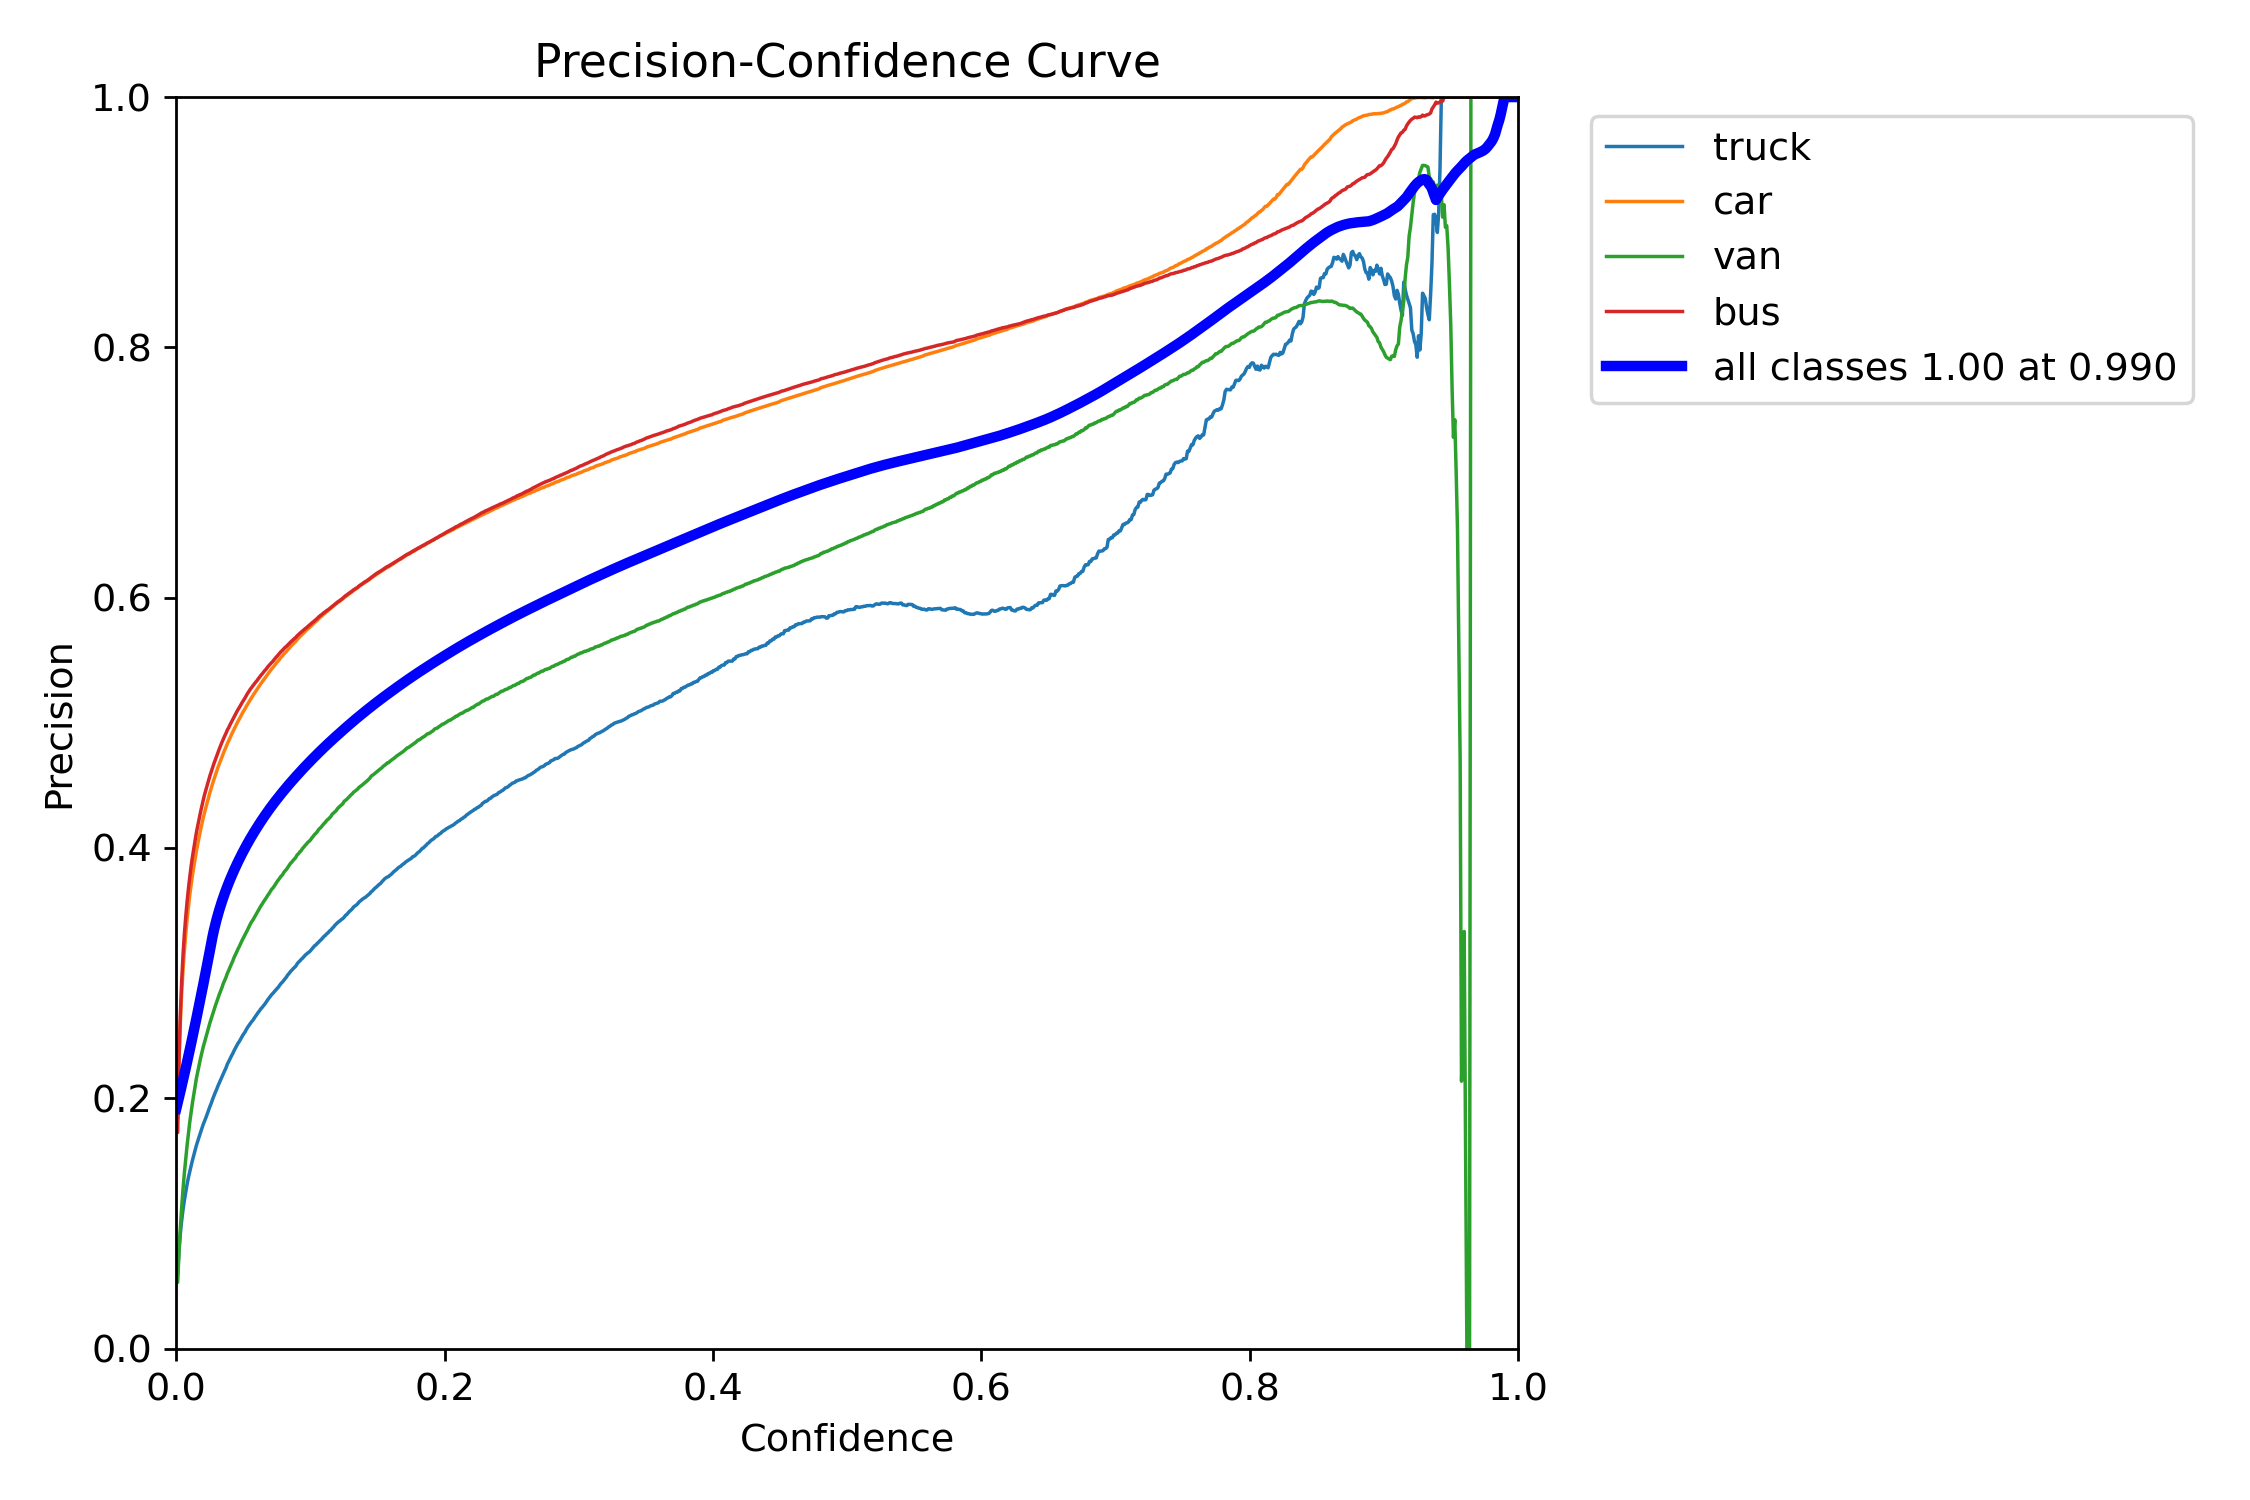 Precision-Confidence Curve
1.0
0.8
0.6
0.4
0.2
0.0
Precision
0.0 0.2 0.4 0.6 0.8 1.0
Confidence
truck
car
van
bus
all classes 1.00 at 0.990